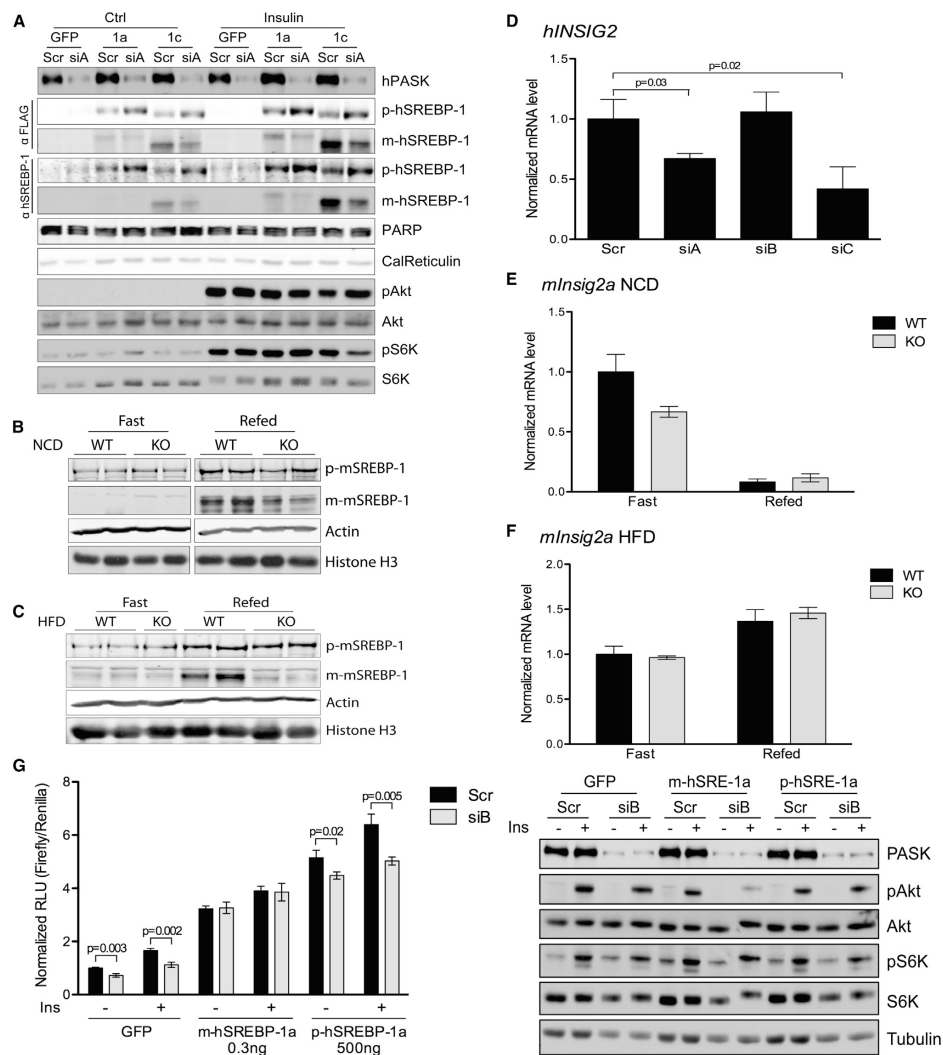 A
Ctrl Insulin
GFP 1a 1c GFP 1a 1c
Scr siA Scr siA Scr siA Scr siA Scr siA Scr siA
hPASK
α FLAG
p-hSREBP-1
m-hSREBP-1
α hSREBP-1
p-hSREBP-1
m-hSREBP-1
PARP
CalReticulin
pAkt
Akt
pS6K
S6K
B
Fast Refed
NCD WT KO WT KO
p-mSREBP-1
m-mSREBP-1
Actin
Histone H3
C
Fast Refed
HFD WT KO WT KO
p-mSREBP-1
m-mSREBP-1
Actin
Histone H3
D hINSIG2
Normalized mRNA level
1.5
1.0
0.5
0.0
p=0.02
p=0.03
Scr siA siB siC
E mInsig2a NCD
Normalized mRNA level
1.5
1.0
0.5
0.0
WT
KO
Fast Refed
F mInsig2a HFD
Normalized mRNA level
2.0
1.5
1.0
0.5
0.0
WT
KO
Fast Refed
G
Normalized RLU (Firefly/Renilla)
8
6
4
2
0
p=0.003
p=0.002
p=0.02
p=0.005
Scr
siB
Ins - + - + - +
GFP m-hSREBP-1a p-hSREBP-1a
0.3ng 500ng
GFP m-hSRE-1a p-hSRE-1a
Scr siB Scr siB Scr siB
Ins - + - + - + - + - + - +
PASK
pAkt
Akt
pS6K
S6K
Tubulin